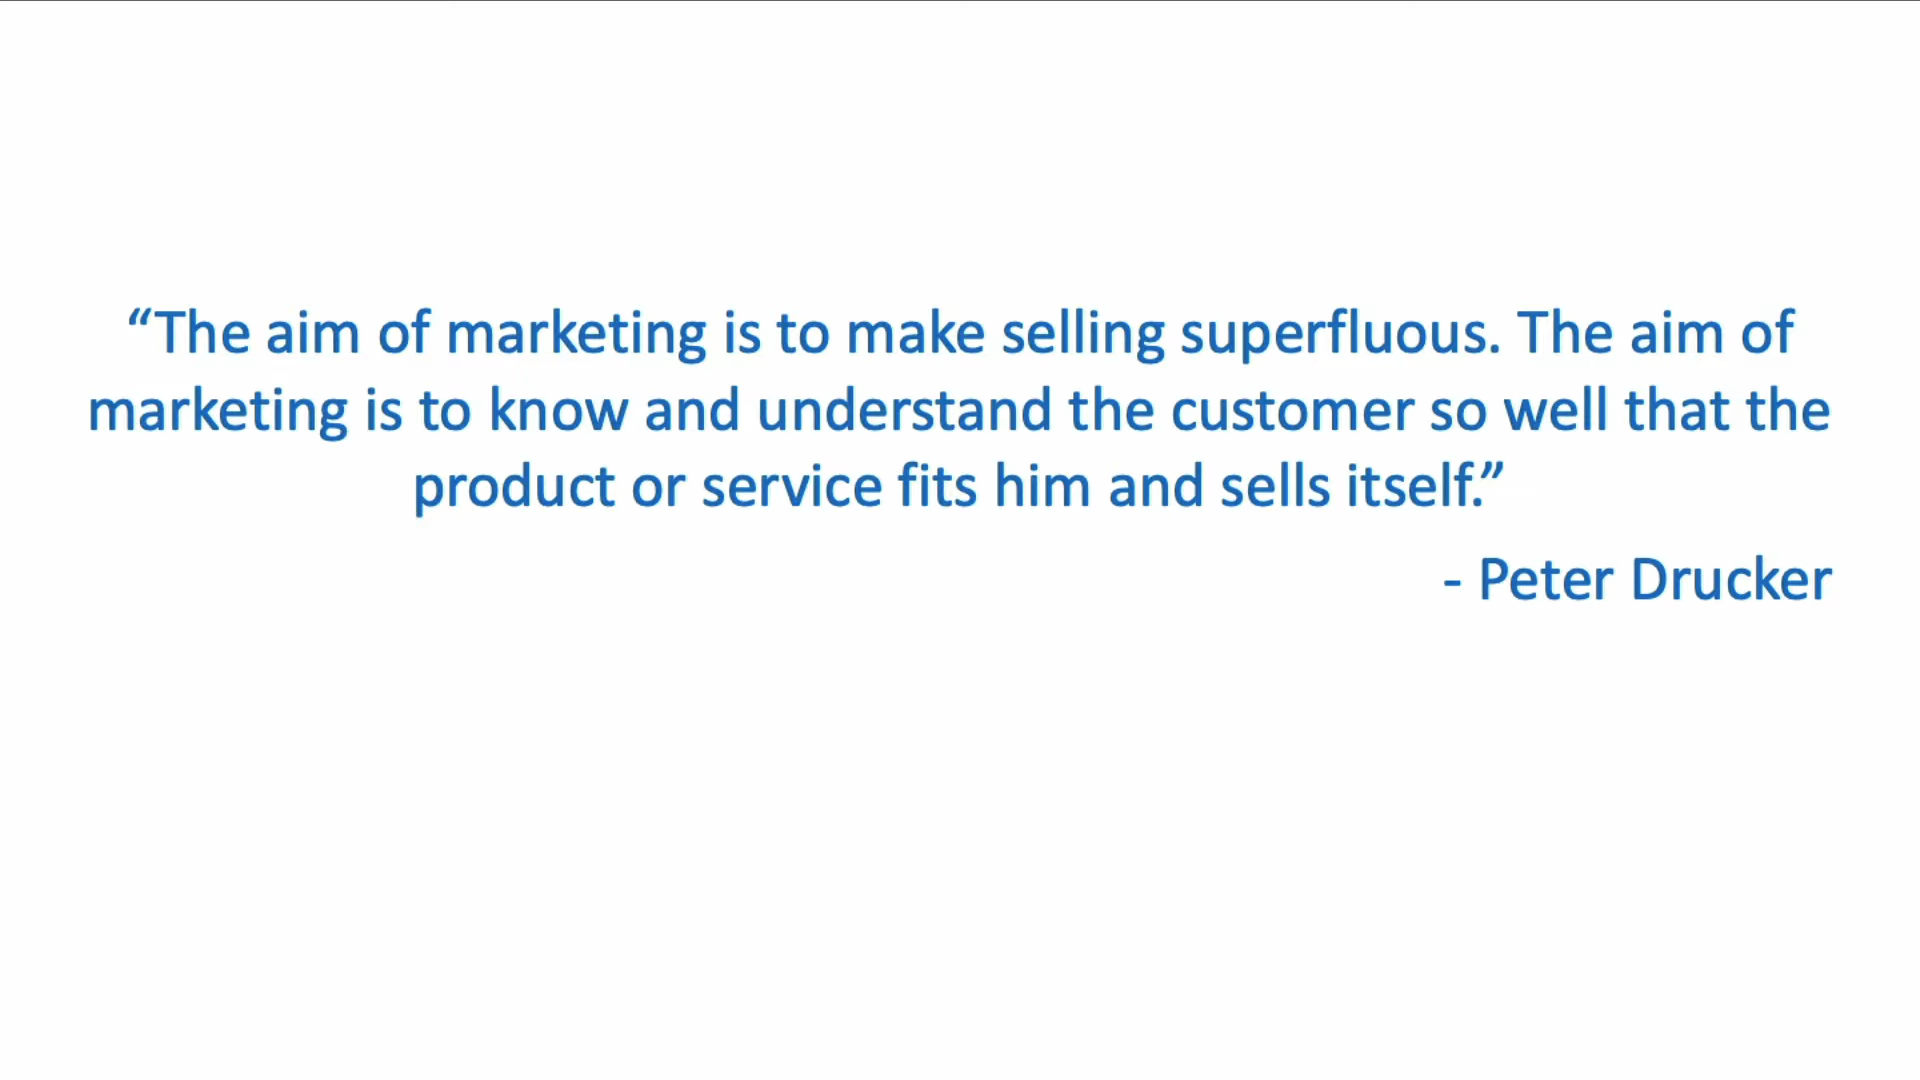 “The aim of marketing is to make selling superfluous. The aim of
marketing is to know and understand the customer so well that the
product or service fits him and sells itself.”
- Peter Drucker